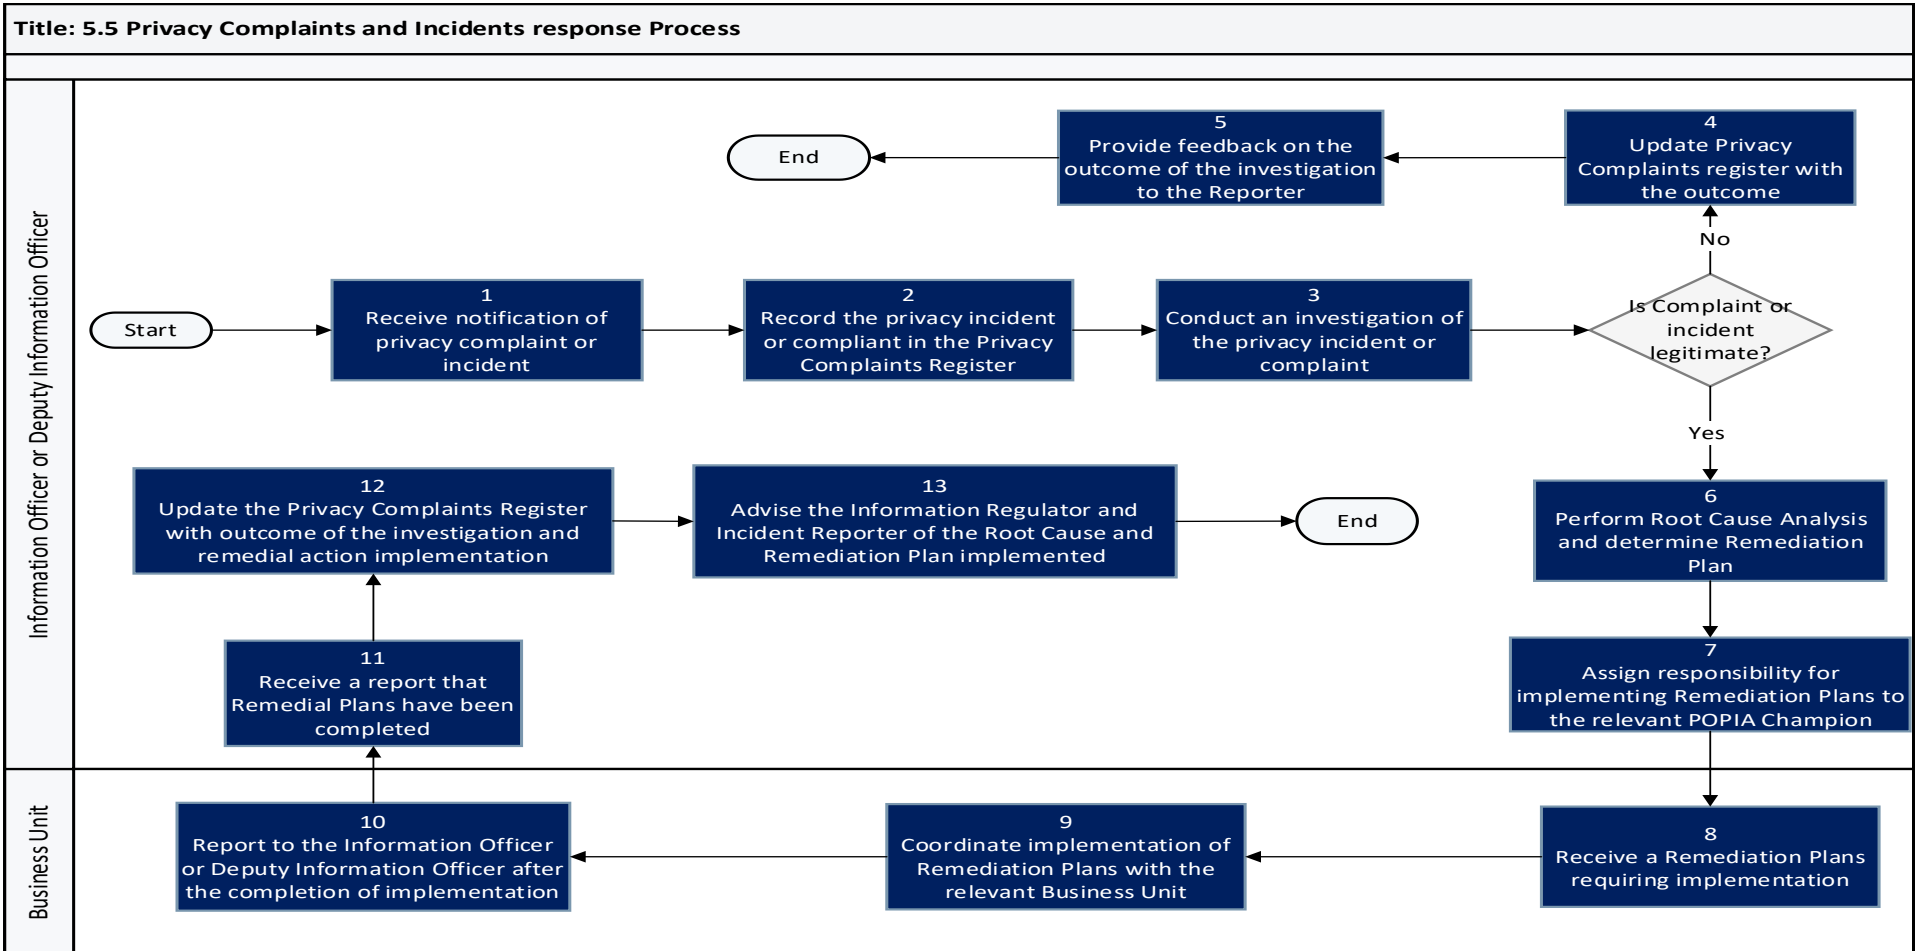 Title: 5.5 Privacy Complaints and Incidents response Process
Information Officer or Deputy Information Officer
Start
1
Receive notification of
privacy complaint or
incident
2
Record the privacy incident
or compliant in the Privacy
Complaints Register
3
Conduct an investigation of
the privacy incident or
complaint
Is Complaint or
incident
legitimate?
No
4
Update Privacy
Complaints register with
the outcome
5
Provide feedback on the
outcome of the investigation
to the Reporter
End
Yes
6
Perform Root Cause Analysis
and determine Remediation
Plan
7
Assign responsibility for
implementing Remediation Plans to
the relevant POPIA Champion
Business Unit
8
Receive a Remediation Plans
requiring implementation
9
Coordinate implementation of
Remediation Plans with the
relevant Business Unit
10
Report to the Information Officer
or Deputy Information Officer after
the completion of implementation
11
Receive a report that
Remedial Plans have been
completed
12
Update the Privacy Complaints Register
with outcome of the investigation and
remedial action implementation
13
Advise the Information Regulator and
Incident Reporter of the Root Cause and
Remediation Plan implemented
End